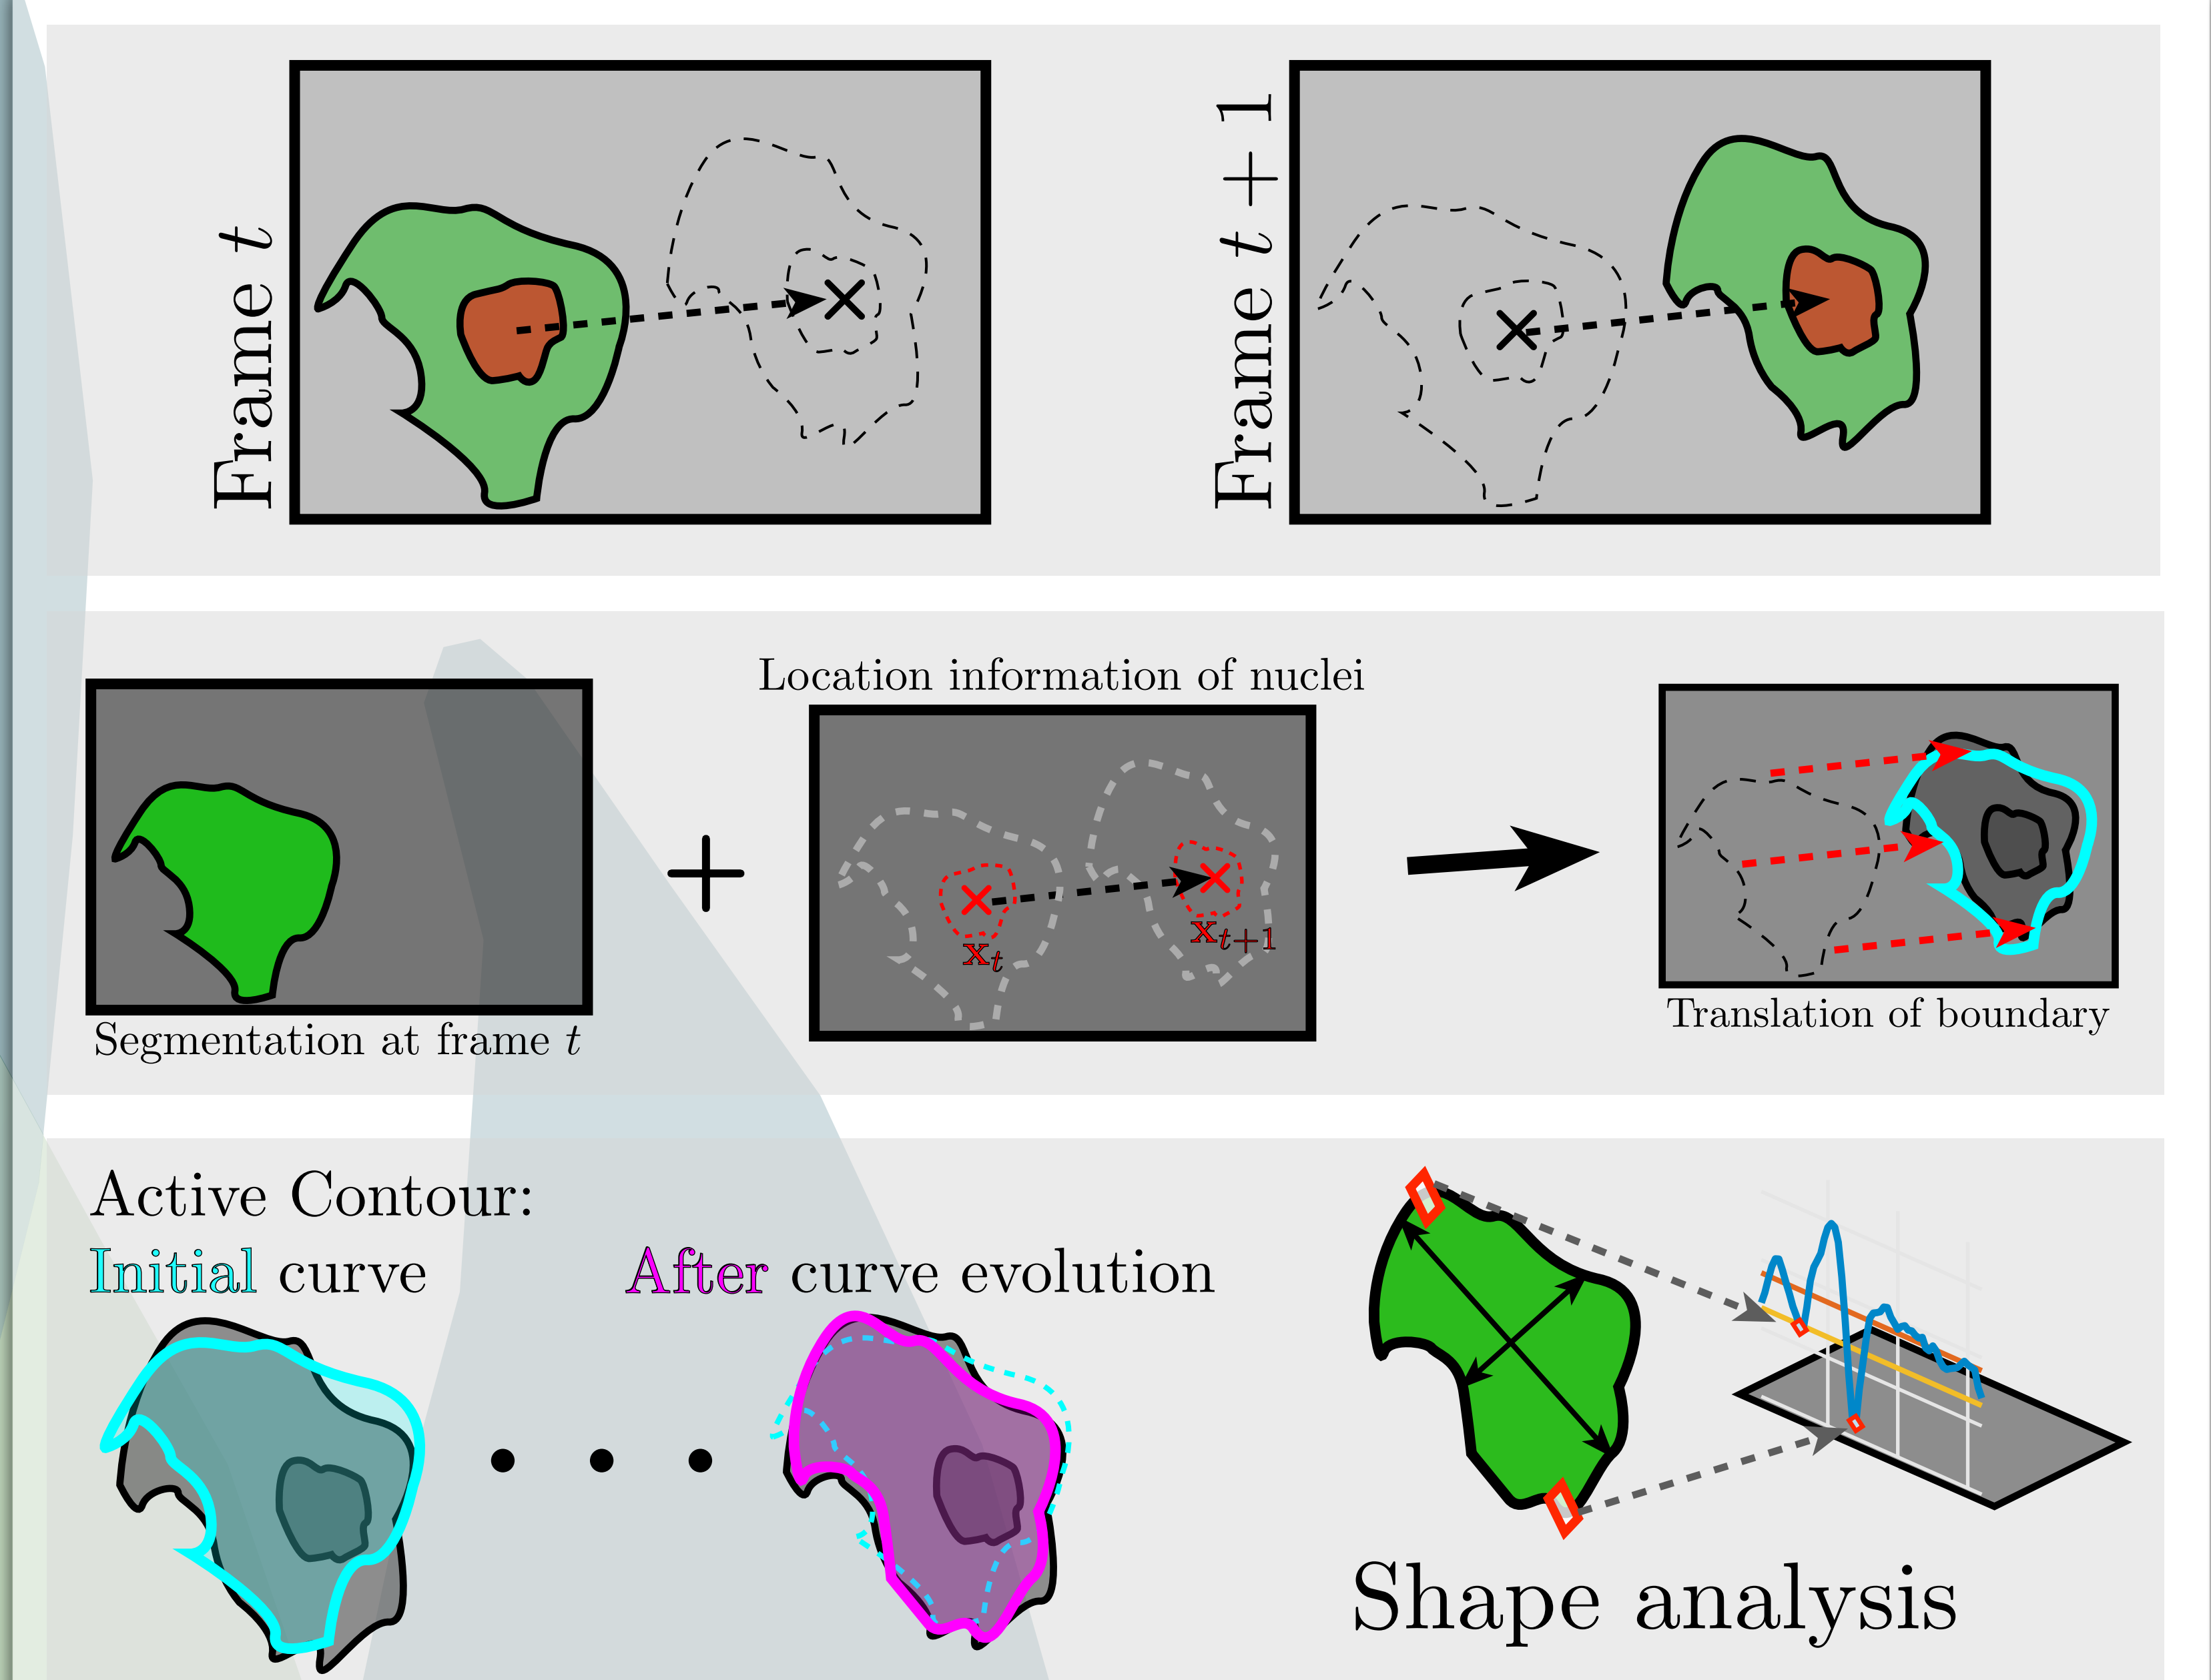 Frame t
Frame t + 1
Location information of nuclei
x_t
x_{t+1}
Segmentation at frame t
Translation of boundary
Active Contour:
Initial curve
After curve evolution
Shape analysis